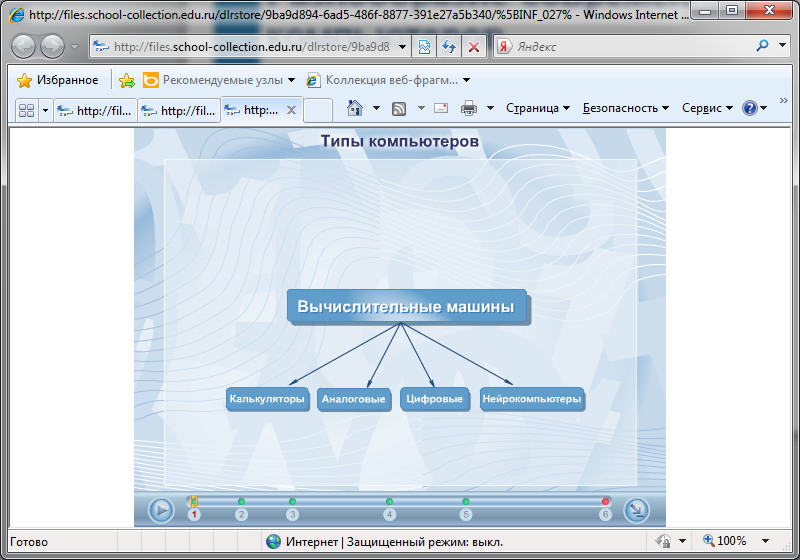 http://files.school-collection.edu.ru/dlrstore/9ba9d894-6ad5-486f-8877-391e27a5b340/%5BINF_027% - Windows Internet ...
http://files.school-collection.edu.ru/dlrstore/9ba9d8
Яндекс
Избранное
Рекомендуемые узлы
Коллекция веб-фрагм...
http://fil...
http://fil...
http:...
Страница
Безопасность
Сервис
Типы компьютеров
Вычислительные машины
Калькуляторы
Аналоговые
Цифровые
Нейрокомпьютеры
1 2 3 4 5 6
Готово
Интернет | Защищенный режим: выкл.
100%